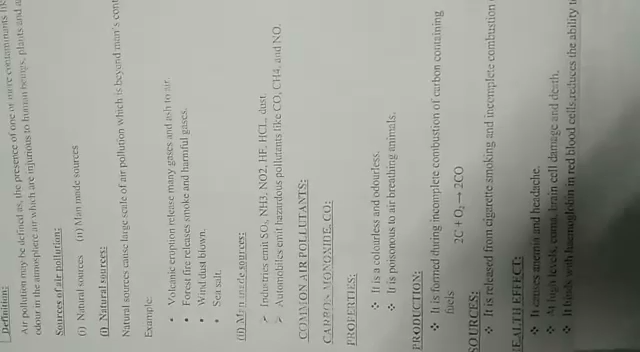 Definition:
Air pollution may be defined as, the presence of one or more contaminants like
odour in the atmosphere air which are injurious to human beings, plants and a
Sources of air pollution:
(i) Natural sources (ii) Man made sources
(i) Natural sources:
Natural sources cause large scale of air pollution which is beyond man's cont
Example:
• Volcanic eruption release many gases and ash to air.
• Forest fire releases smoke and harmful gases.
• Wind dust blown.
• Sea salt.
(ii) Man made sources:
➢ Industries emit SO2, NH3, NO2, HF, HCL, dust
➢ Automobiles emit hazardous pollutants like CO, CH4, and NO.
COMMON AIR POLLUTANTS:
CARBON MONOXIDE, CO:
PROPERTIES:
❖ It is a colourless and odourless.
❖ It is poisonous to air breathing animals.
PRODUCTION:
❖ It is formed during incomplete combustion of carbon containing
fuels
2C + O2 → 2CO
SOURCES:
❖ It is released from cigarette smoking and incomplete combustion
EALTH EFFECT:
❖ It causes anemia and headache.
❖ At high levels, coma, brain cell damage and death.
❖ It binds with haemoglobin in red blood cells, reduces the ability t